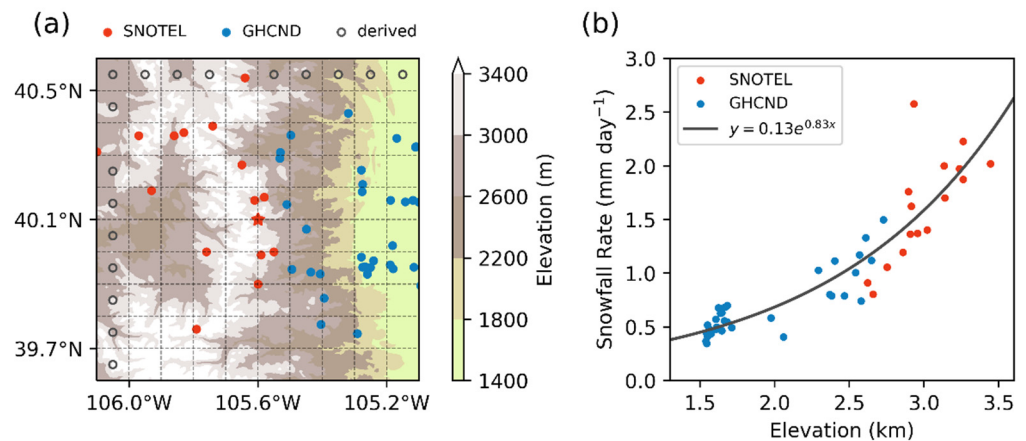 (a) SNOTEL GHCND derived
40.5°N
40.1°N
39.7°N
106.0°W 105.6°W 105.2°W
3400
3000
2600
2200
1800
1400
Elevation (m)
(b)
Snowfall Rate (mm day⁻¹)
3.0
2.5
2.0
1.5
1.0
0.5
0.0
SNOTEL
GHCND
y = 0.13e^{0.83x}
1.5 2.0 2.5 3.0 3.5
Elevation (km)